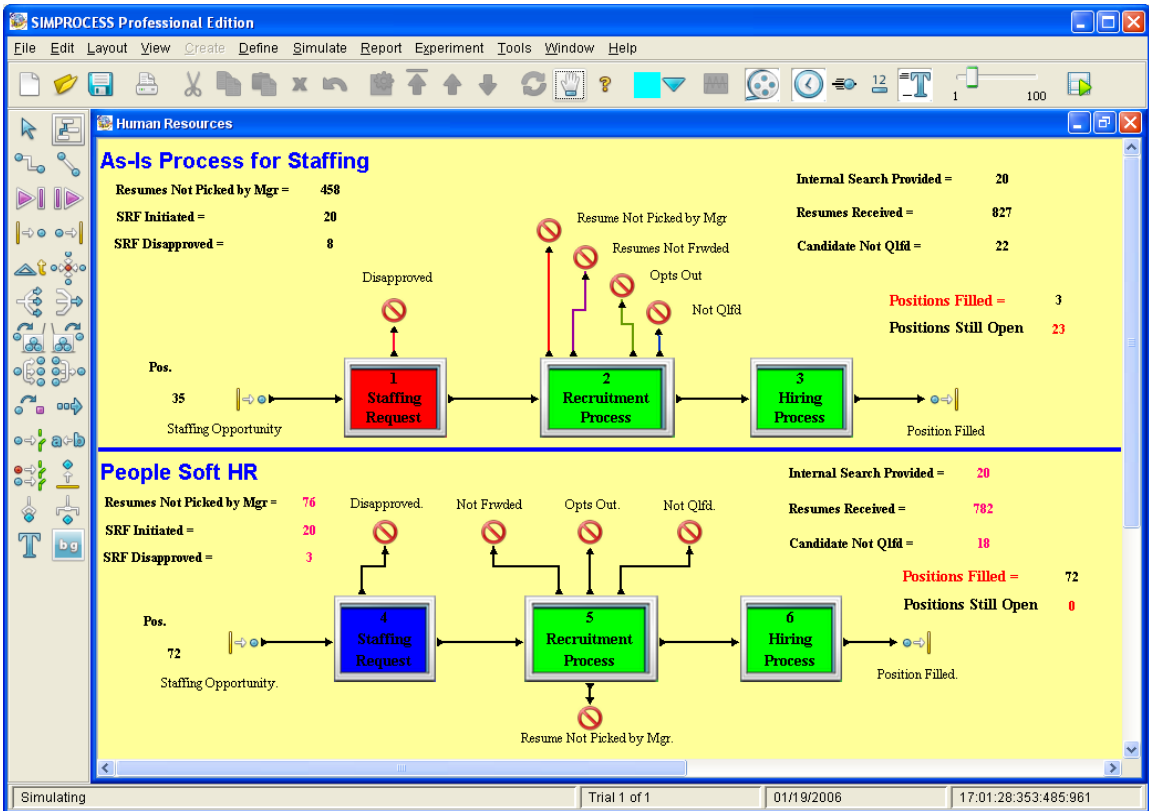 SIMPROCESS Professional Edition
File Edit Layout View Create Define Simulate Report Experiment Tools Window Help
12
T
1 100
Human Resources
As-Is Process for Staffing
Resumes Not Picked by Mgr = 458
SRF Initiated = 20
SRF Disapproved = 8
Internal Search Provided = 20
Resumes Received = 827
Candidate Not Qlfd = 22
Positions Filled = 3
Positions Still Open 23
Resume Not Picked by Mgr
Resumes Not Frwded
Opts Out
Not Qlfd
Disapproved
Pos.
35
Staffing Opportunity
1
Staffing
Request
2
Recruitment
Process
3
Hiring
Process
Position Filled
a b
T
bg
People Soft HR
Resumes Not Picked by Mgr = 76
SRF Initiated = 20
SRF Disapproved = 3
Internal Search Provided = 20
Resumes Received = 782
Candidate Not Qlfd = 18
Positions Filled = 72
Positions Still Open 0
Disapproved.
Not Frwded
Opts Out.
Not Qlfd.
Pos.
72
Staffing Opportunity.
4
Staffing
Request
5
Recruitment
Process
6
Hiring
Process
Position Filled.
Resume Not Picked by Mgr.
Simulating Trial 1 of 1 01/19/2006 17:01:28:353:485:961